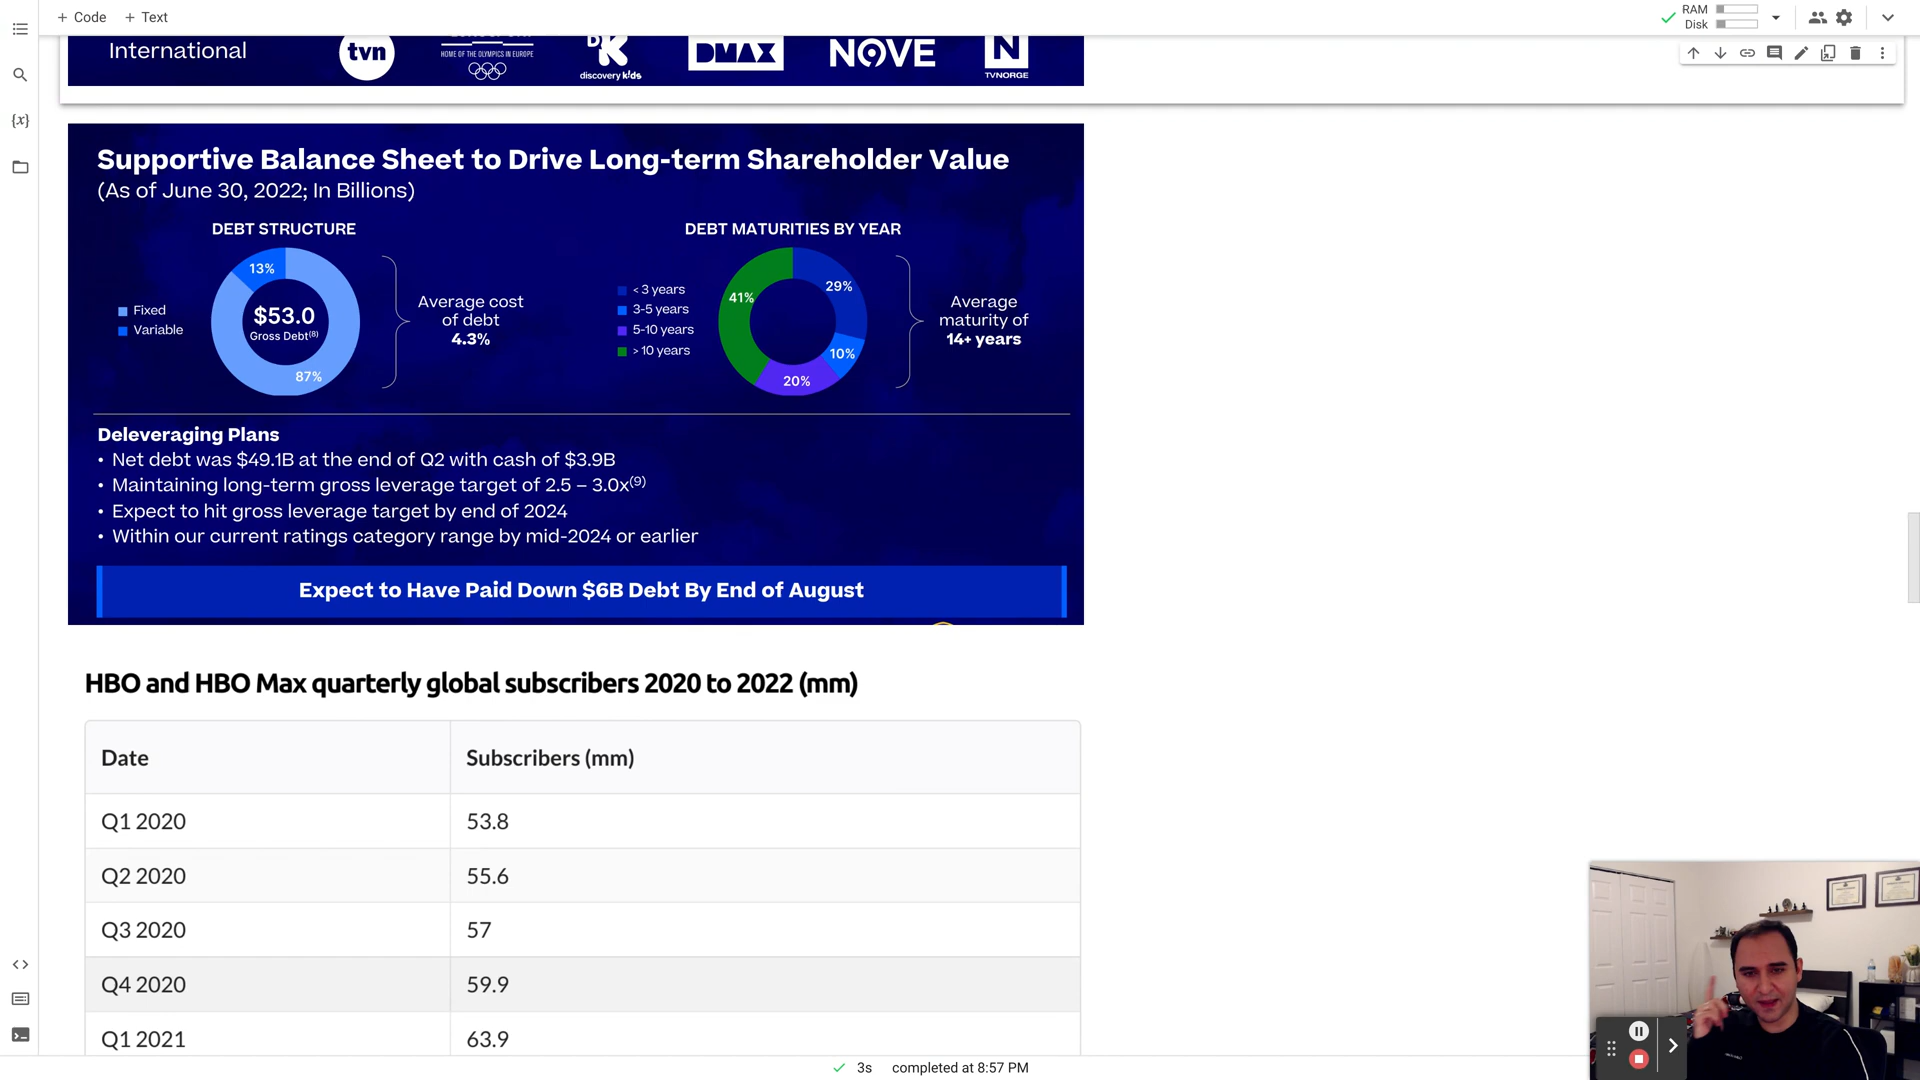 + Code + Text
RAM
Disk
International
tvn
HOME OF THE OLYMPICS IN EUROPE
DK
discovery kids
DMAX
NOVE
N
TVNORGE
{x}
Supportive Balance Sheet to Drive Long-term Shareholder Value
(As of June 30, 2022; In Billions)
DEBT STRUCTURE
13%
Fixed
Variable
$53.0
Gross Debt(8)
87%
Average cost
of debt
4.3%
DEBT MATURITIES BY YEAR
< 3 years
3-5 years
5-10 years
> 10 years
41%
29%
10%
20%
Average
maturity of
14+ years
Deleveraging Plans
• Net debt was $49.1B at the end of Q2 with cash of $3.9B
• Maintaining long-term gross leverage target of 2.5 – 3.0x(9)
• Expect to hit gross leverage target by end of 2024
• Within our current ratings category range by mid-2024 or earlier
Expect to Have Paid Down $6B Debt By End of August
HBO and HBO Max quarterly global subscribers 2020 to 2022 (mm)
Date Subscribers (mm)
Q1 2020 53.8
Q2 2020 55.6
Q3 2020 57
Q4 2020 59.9
Q1 2021 63.9
3s completed at 8:57 PM